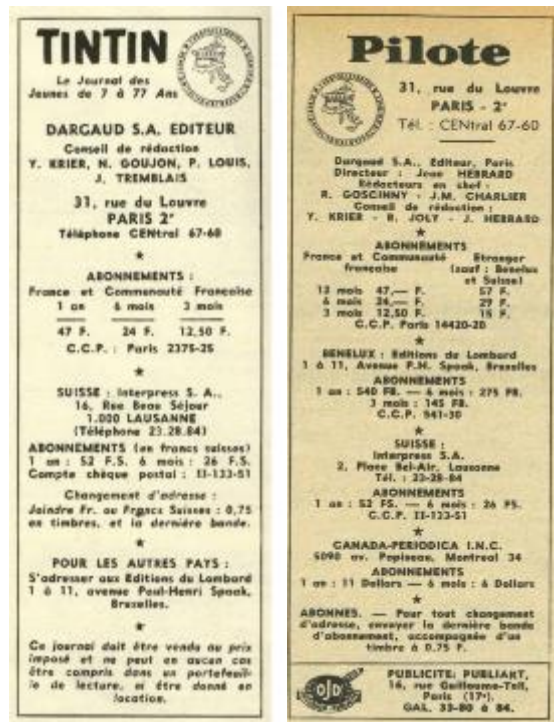 TINTIN
Le Journal des
Jeunes de 7 à 77 Ans
DARGAUD S.A. EDITEUR
Conseil de rédaction
Y. KRIER, N. GOUJON, P. LOUIS,
J. TREMBLAIS
31, rue du Louvre
PARIS 2e
Téléphone CENtral 67-60
ABONNEMENTS :
France et Communauté Française
1 an 6 mois 3 mois
47 F. 24 F. 12,50 F.
C.C.P. : Paris 2375-25
SUISSE : Interpress S. A.,
16, Rue Beau Séjour
1.000 LAUSANNE
(Téléphone 23.28.84)
ABONNEMENTS (en francs suisses)
1 an : 52 F.S. 6 mois : 26 F.S.
Compte chèque postal : II-133-51
Changement d'adresse :
Joindre Fr. ou Francs Suisses : 0,75
en timbres, et la dernière bande.
POUR LES AUTRES PAYS :
S'adresser aux Editions du Lombard
1 à 11, avenue Paul-Henri Spaak,
Bruxelles.
Ce journal doit être vendu au prix
imposé et ne peut en aucun cas
être compris dans un portefeuil-
le de lecture, ni être donné en
location.
Pilote
31, rue du Louvre
PARIS - 2e
Tél. : CENtral 67-60
Dargaud S.A., Editeur, Paris
Directeur : Jean HEBRARD
Rédacteurs en chef :
R. GOSCINNY - J.M. CHARLIER
Conseil de rédaction :
Y. KRIER - R. JOLY - J. HEBRARD
ABONNEMENTS
France et Communauté Etranger
française (sauf : Benelux
et Suisse)
12 mois 47,— F. 57 F.
6 mois 24,— F. 29 F.
3 mois 12,50 F. 15 F.
C.C.P. Paris 14420-20
BENELUX : Editions du Lombard
1 à 11, Avenue P.H. Spaak, Bruxelles
ABONNEMENTS
1 an : 540 FB. — 6 mois : 275 FB.
3 mois : 145 FB.
C.C.P. 541-30
SUISSE :
Interpress S.A.
2, Place Bel-Air, Lausanne
Tél. : 23-28-84
ABONNEMENTS
1 an : 52 FS. — 6 mois : 26 FS.
C.C.P. II-133-51
CANADA-PERIODICA I.N.C.
5090 av. Papineau, Montreal 34
ABONNEMENTS
1 an : 11 Dollars — 6 mois : 6 Dollars
ABONNES. — Pour tout changement
d'adresse, envoyer la dernière bande
d'abonnement, accompagnée d'un
timbre à 0,75 F.
OJD
PUBLICITE: PUBLIART,
16, rue Guillaume-Tell,
Paris (17e).
GAL. 33-80 à 84.